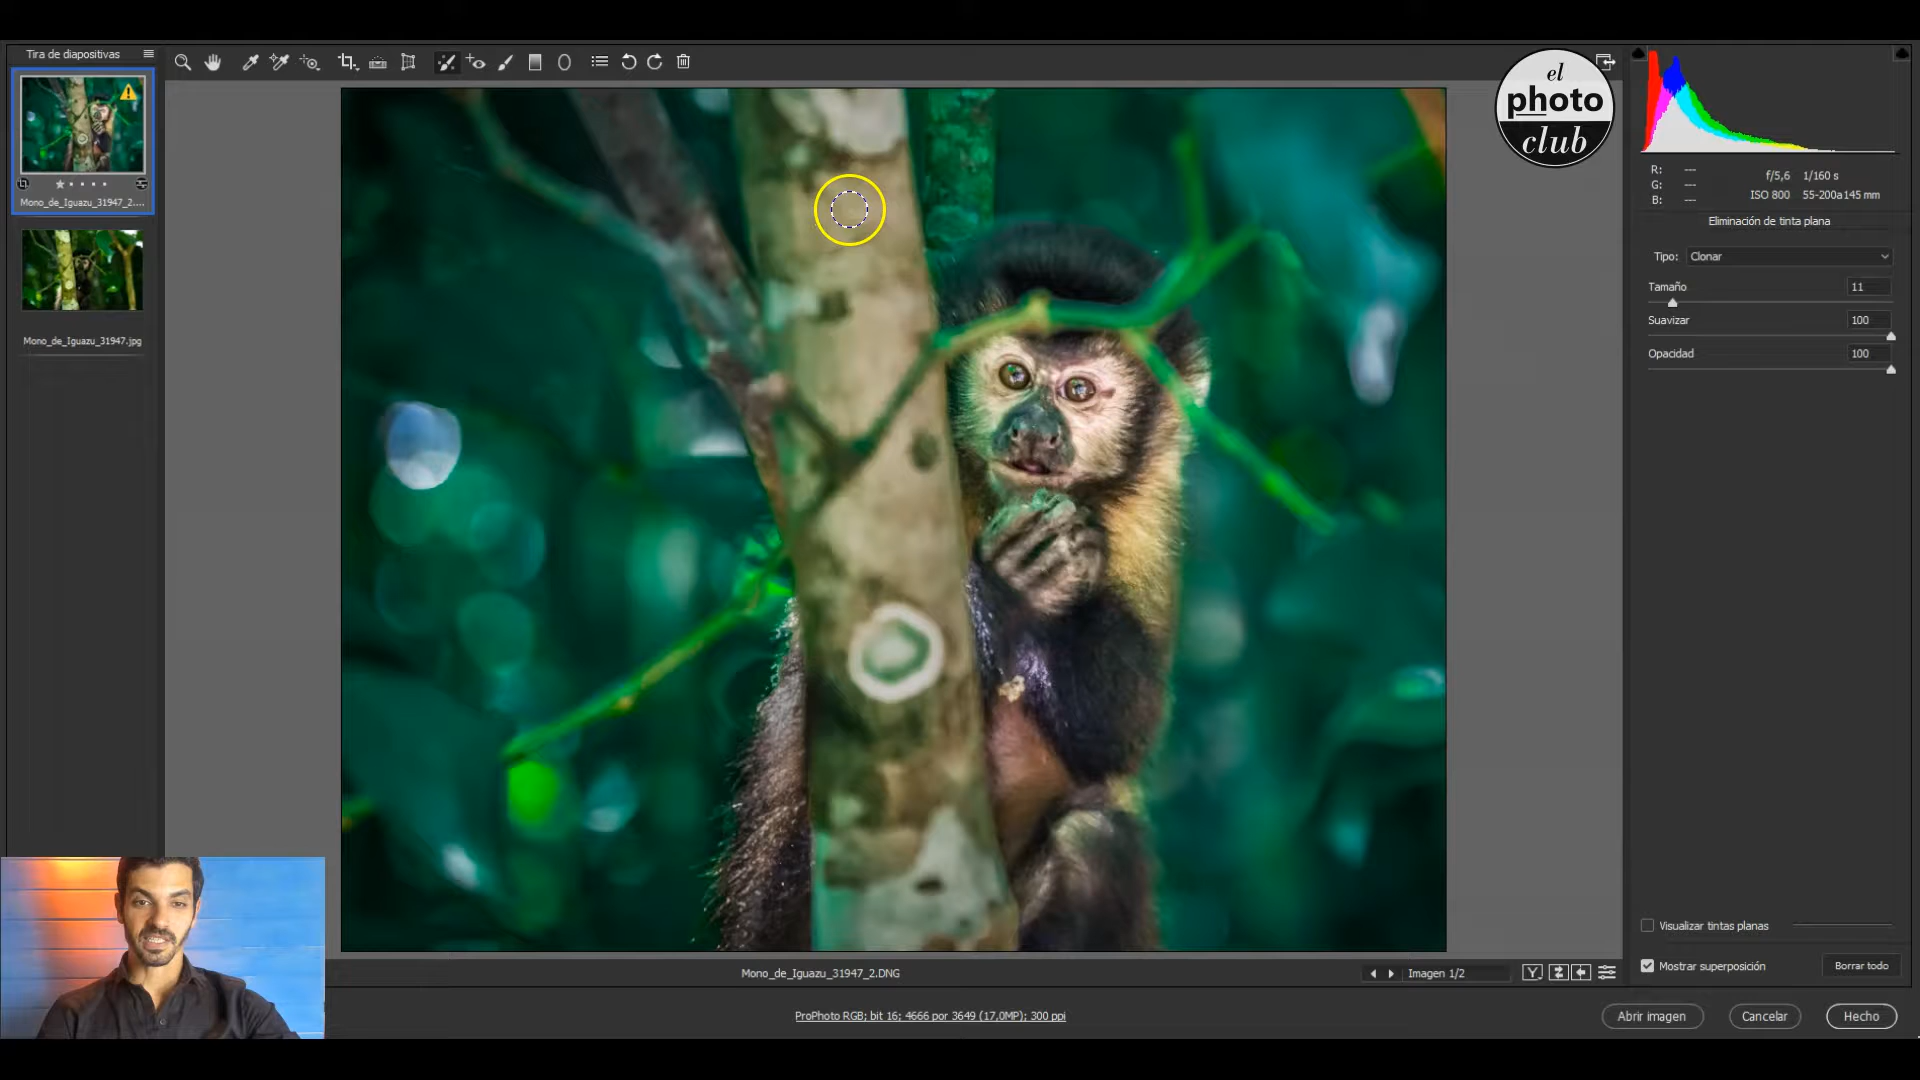 Tira de diapositivas
Mono_de_Iguazu_31947_2....
Mono_de_Iguazu_31947.jpg
el
photo
club
R: ---
G: ---
B: ---
f/5,6 1/160 s
ISO 800 55-200a145 mm
Eliminación de tinta plana
Tipo: Clonar
Tamaño 11
Suavizar 100
Opacidad 100
Visualizar tintas planas
Mostrar superposición
Borrar todo
Mono_de_Iguazu_31947_2.DNG
Imagen 1/2
Y
ProPhoto RGB; bit 16; 4666 por 3649 (17,0MP); 300 ppi
Abrir imagen
Cancelar
Hecho